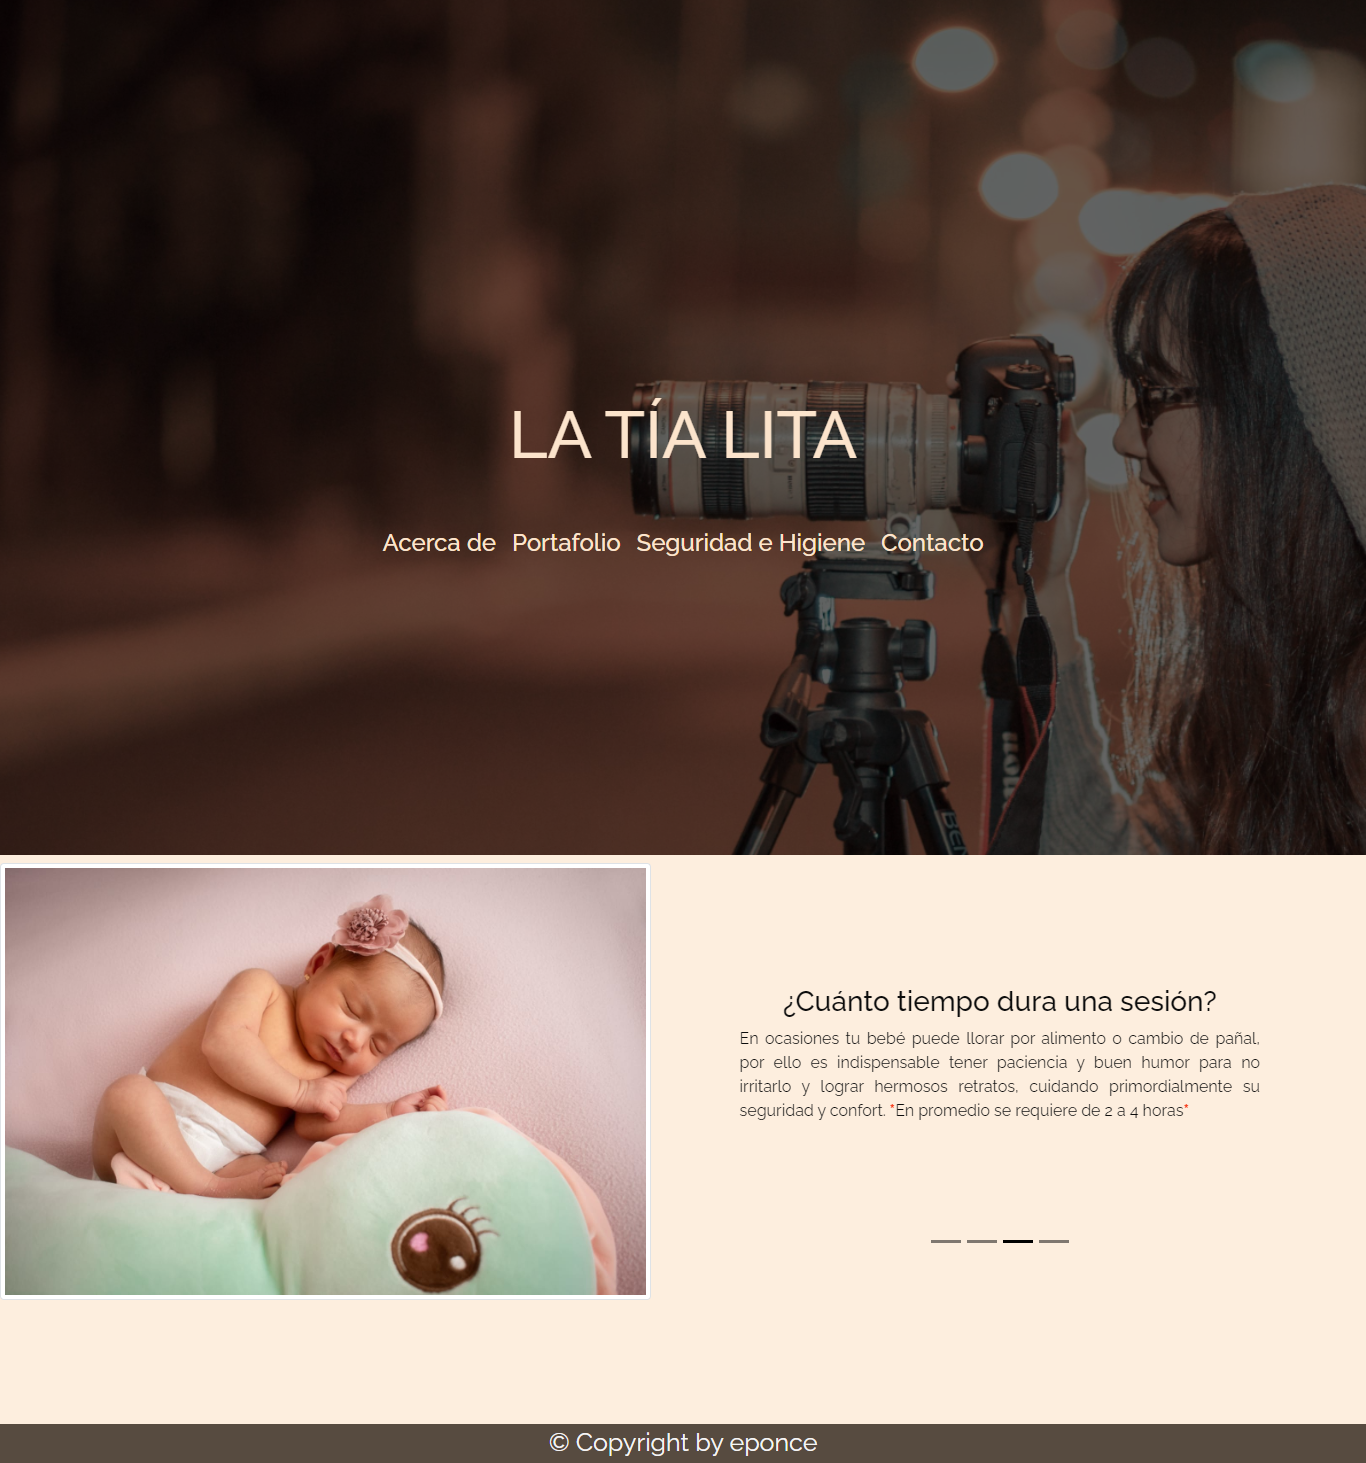 LA TÍA LITA
Acerca de Portafolio Seguridad e Higiene Contacto
¿Cuánto tiempo dura una sesión?
En ocasiones tu bebé puede llorar por alimento o cambio de pañal,
por ello es indispensable tener paciencia y buen humor para no
irritarlo y lograr hermosos retratos, cuidando primordialmente su
seguridad y confort. *En promedio se requiere de 2 a 4 horas*
© Copyright by eponce